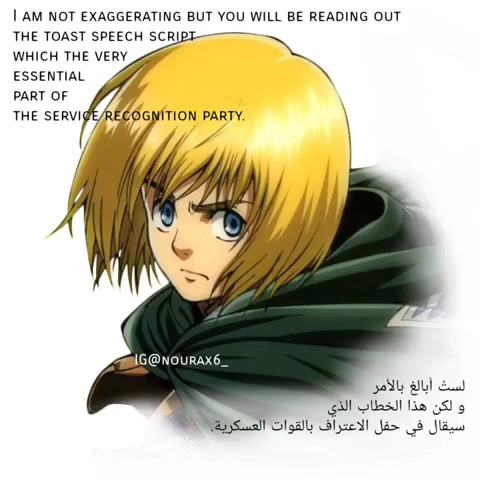 I am not exaggerating but you will be reading out
the toast speech script
which the very
essential
part of
the service recognition party.
IG@nourax6_
لستُ أبالغ بالأمر
و لكن هذا الخطاب الذي
سيقال في حفل الاعتراف بالقوات العسكرية.